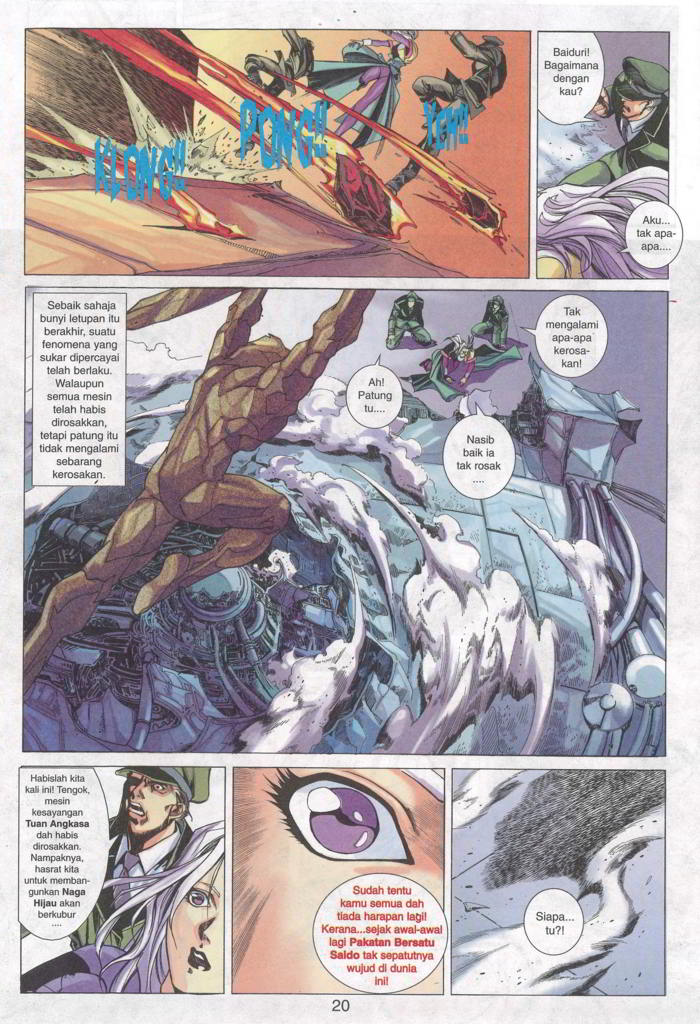 KLONG!!
PONG!!
YEH!!
Baiduri!
Bagaimana
dengan
kau?
Aku...
tak apa-
apa....
Sebaik sahaja
bunyi letupan itu
berakhir, suatu
fenomena yang
sukar dipercayai
telah berlaku.
Walaupun
semua mesin
telah habis
dirosakkan,
tetapi patung itu
tidak mengalami
sebarang
kerosakan.
Tak
mengalami
apa-apa
kerosa-
kan!
Ah!
Patung
tu....
Nasib
baik ia
tak rosak
....
Habislah kita
kali ini! Tengok,
mesin
kesayangan
Tuan Angkasa
dah habis
dirosakkan.
Nampaknya,
hasrat kita
untuk memban-
gunkan Naga
Hijau akan
berkubur
....
Sudah tentu
kamu semua dah
tiada harapan lagi!
Kerana...sejak awal-awal
lagi Pakatan Bersatu
Saldo tak sepatutnya
wujud di dunia
ini!
Siapa...
tu?!
20